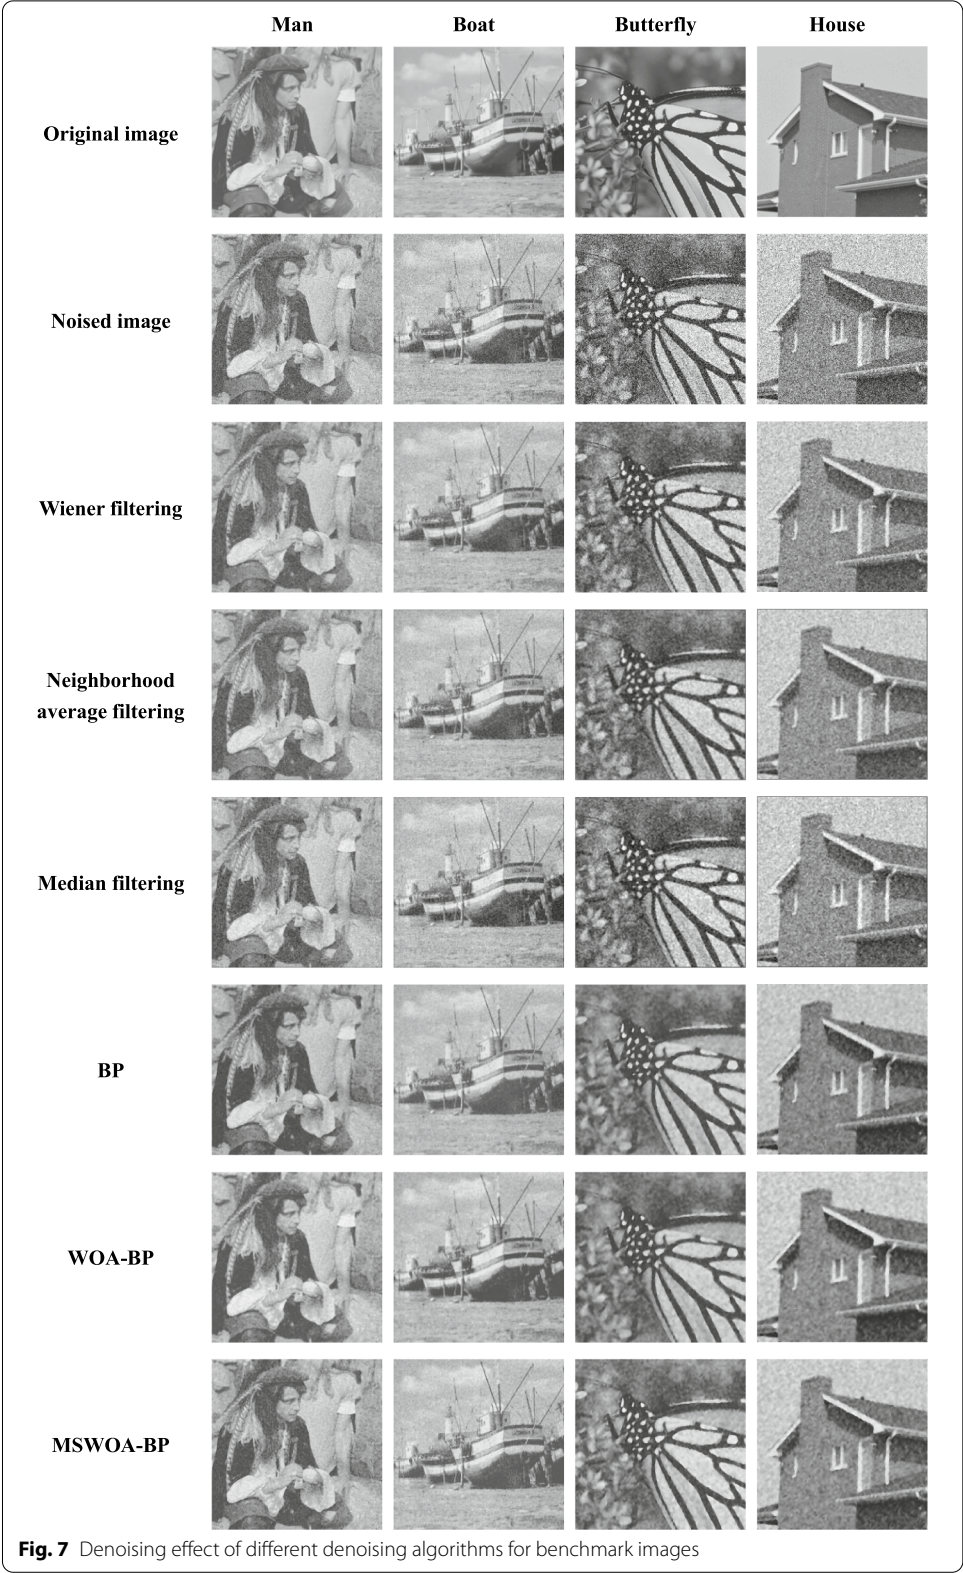 Man Boat Butterfly House
Original image
Noised image
Wiener filtering
Neighborhood
average filtering
Median filtering
BP
WOA-BP
MSWOA-BP
Fig. 7 Denoising effect of different denoising algorithms for benchmark images